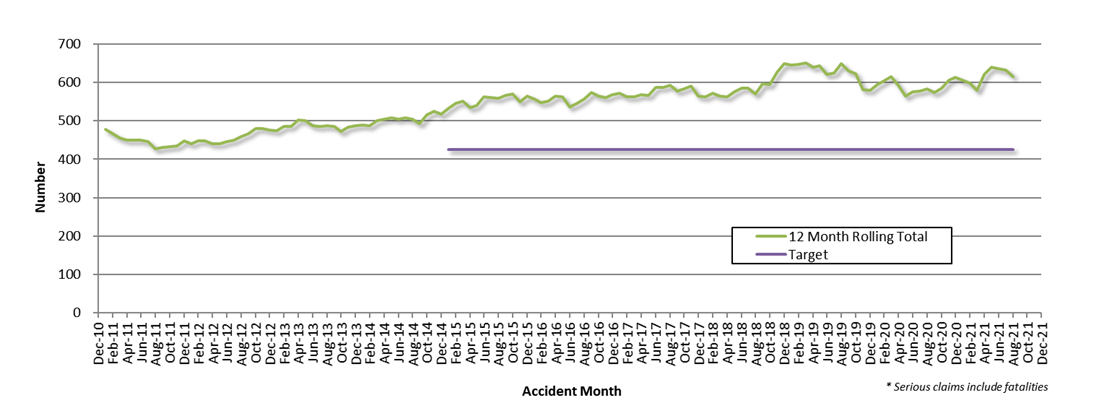 700
600
500
400
300
200
100
0
Number
12 Month Rolling Total
Target
Dec-10
Feb-11
Apr-11
Jun-11
Aug-11
Oct-11
Dec-11
Feb-12
Apr-12
Jun-12
Aug-12
Oct-12
Dec-12
Feb-13
Apr-13
Jun-13
Aug-13
Oct-13
Dec-13
Feb-14
Apr-14
Jun-14
Aug-14
Oct-14
Dec-14
Feb-15
Apr-15
Jun-15
Aug-15
Oct-15
Dec-15
Feb-16
Apr-16
Jun-16
Aug-16
Oct-16
Dec-16
Feb-17
Apr-17
Jun-17
Aug-17
Oct-17
Dec-17
Feb-18
Apr-18
Jun-18
Aug-18
Oct-18
Dec-18
Feb-19
Apr-19
Jun-19
Aug-19
Oct-19
Dec-19
Feb-20
Apr-20
Jun-20
Aug-20
Oct-20
Dec-20
Feb-21
Apr-21
Jun-21
Aug-21
Oct-21
Dec-21
Accident Month
* Serious claims include fatalities